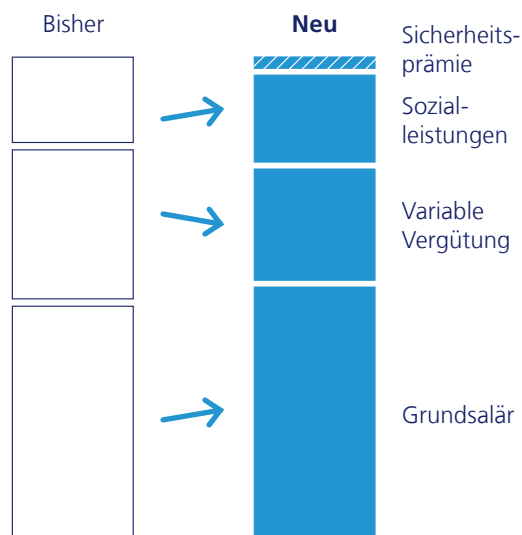 Bisher
Neu
Sicherheits-
prämie
Sozial-
leistungen
Variable
Vergütung
Grundsalär